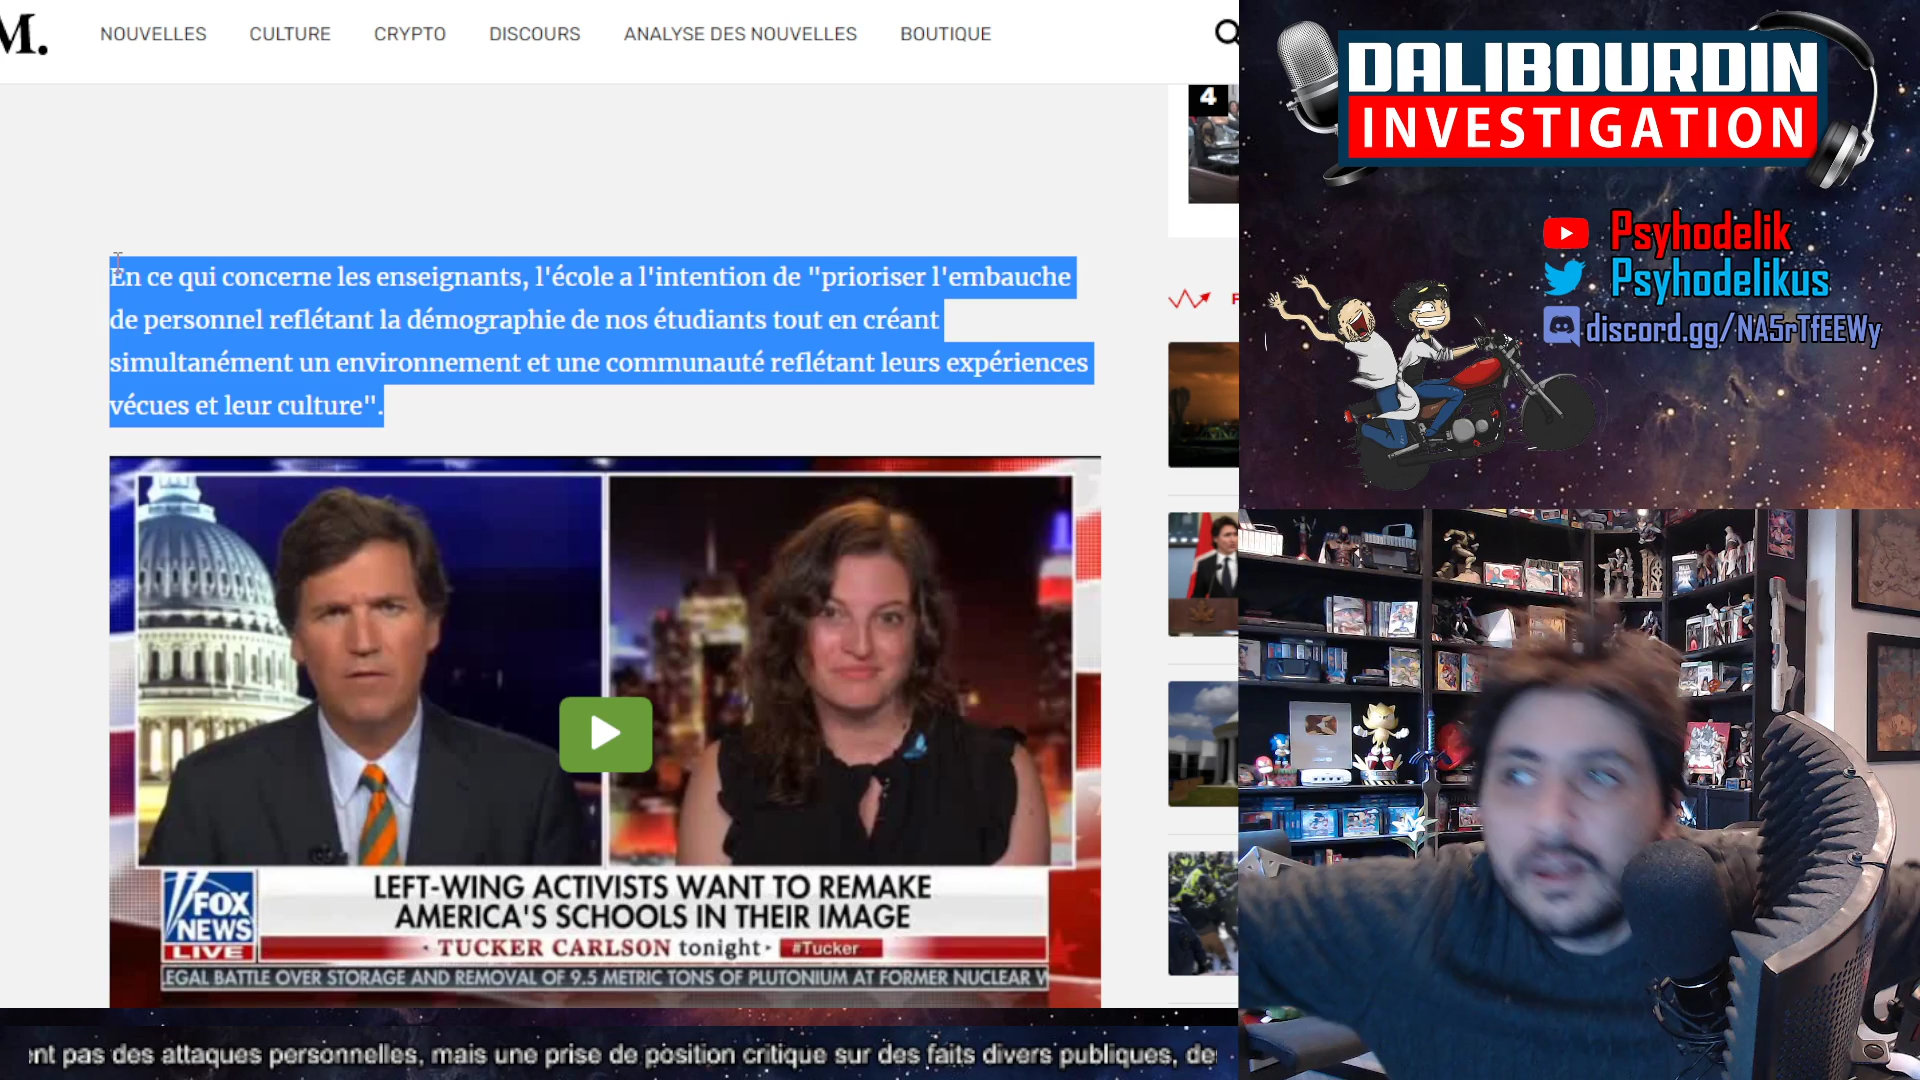 M.
NOUVELLES CULTURE CRYPTO DISCOURS ANALYSE DES NOUVELLES BOUTIQUE
4
En ce qui concerne les enseignants, l'école a l'intention de "prioriser l'embauche
de personnel reflétant la démographie de nos étudiants tout en créant
simultanément un environnement et une communauté reflétant leurs expériences
vécues et leur culture".
FOX
NEWS
LIVE
LEFT-WING ACTIVISTS WANT TO REMAKE
AMERICA'S SCHOOLS IN THEIR IMAGE
· TUCKER CARLSON tonight · #Tucker
EGAL BATTLE OVER STORAGE AND REMOVAL OF 9.5 METRIC TONS OF PLUTONIUM AT FORMER NUCLEAR
pas des attaques personnelles, mais une prise de position critique sur des faits divers publiques, de
DALIBOURDIN
INVESTIGATION
Psyhodelik
Psyhodelikus
discord.gg/NA5rTfEEWy